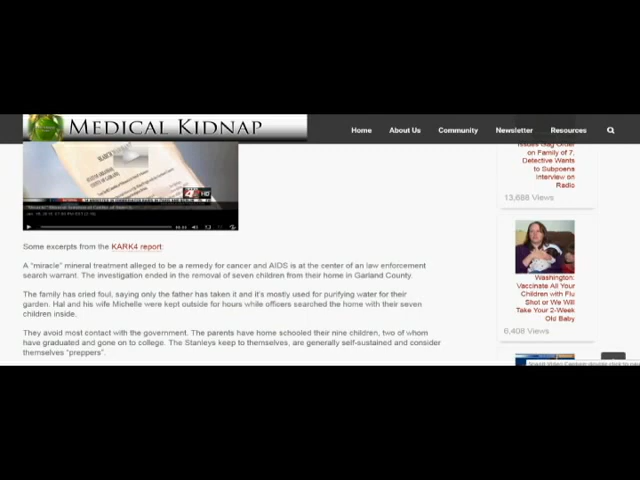 MEDICAL KIDNAP
Home About Us Community Newsletter Resources
Issues Gag Order
on Family of 7,
Detective Wants
to Subpoena
Interview on
Radio
13,688 Views
Some excerpts from the KARK4 report:
A “miracle” mineral treatment alleged to be a remedy for cancer and AIDS is at the center of an law enforcement
search warrant. The investigation ended in the removal of seven children from their home in Garland County.
The family has cried foul, saying only the father has taken it and it's mostly used for purifying water for their
garden. Hal and his wife Michelle were kept outside for hours while officers searched the home with their seven
children inside.
They avoid most contact with the government. The parents have home schooled their nine children, two of whom
have graduated and gone on to college. The Stanleys keep to themselves, are generally self-sustained and consider
themselves “preppers”.
Washington:
Vaccinate All Your
Children with Flu
Shot or We Will
Take Your 2-Week
Old Baby
6,408 Views